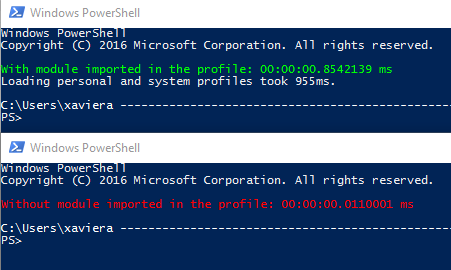 Windows PowerShell
Windows PowerShell
Copyright (C) 2016 Microsoft Corporation. All rights reserved.
With module imported in the profile: 00:00:00.8542139 ms
Loading personal and system profiles took 955ms.
C:\Users\xaviera ------------------------------------------------
PS>
Windows PowerShell
Windows PowerShell
Copyright (C) 2016 Microsoft Corporation. All rights reserved.
Without module imported in the profile: 00:00:00.0110001 ms
C:\Users\xaviera ------------------------------------------------
PS>